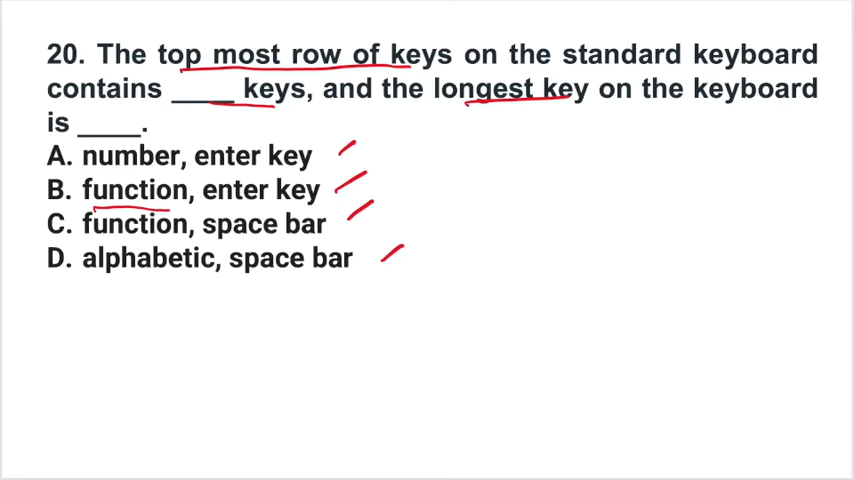 20. The top most row of keys on the standard keyboard
contains ____ keys, and the longest key on the keyboard
is ____.
A. number, enter key
B. function, enter key
C. function, space bar
D. alphabetic, space bar